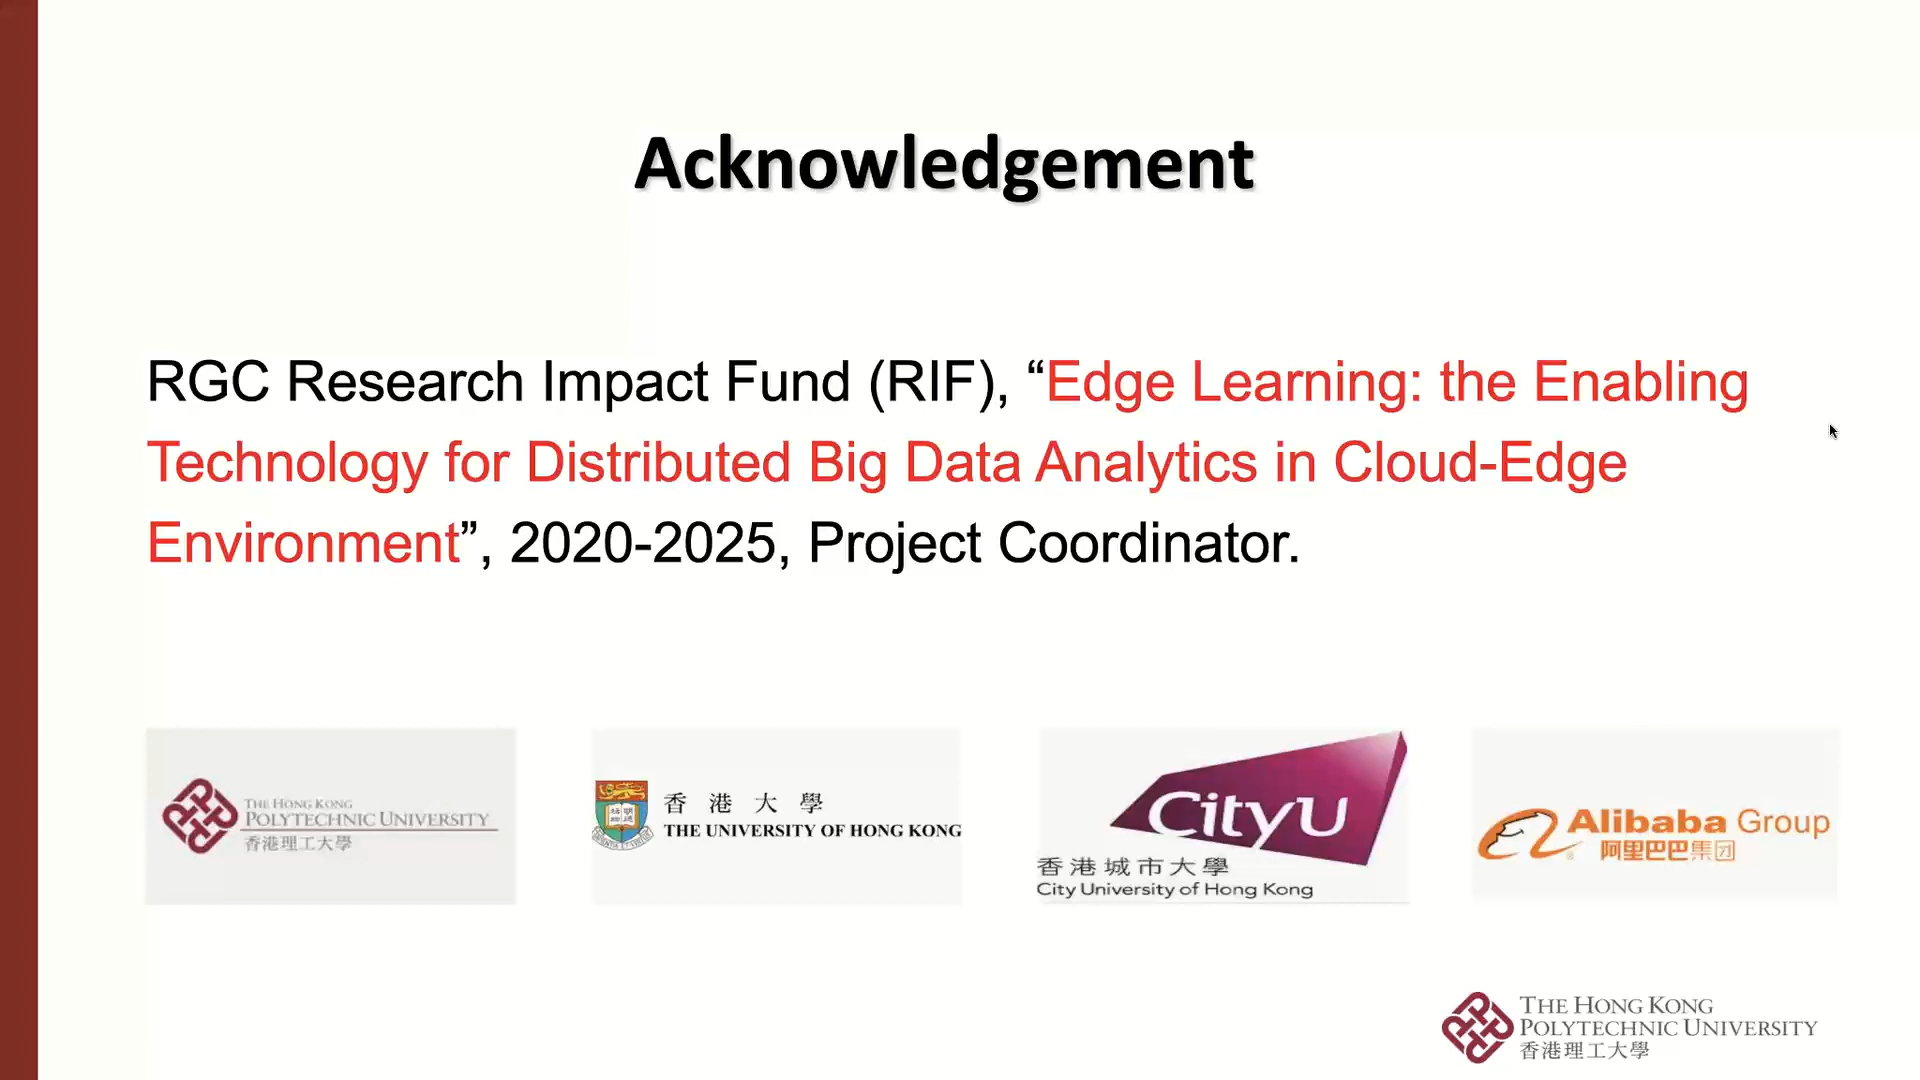 Acknowledgement
RGC Research Impact Fund (RIF), “Edge Learning: the Enabling
Technology for Distributed Big Data Analytics in Cloud-Edge
Environment”, 2020-2025, Project Coordinator.
THE HONG KONG
POLYTECHNIC UNIVERSITY
香港理工大學
香港大學
THE UNIVERSITY OF HONG KONG
CityU
香港城市大學
City University of Hong Kong
Alibaba Group
阿里巴巴集团
THE HONG KONG
POLYTECHNIC UNIVERSITY
香港理工大學